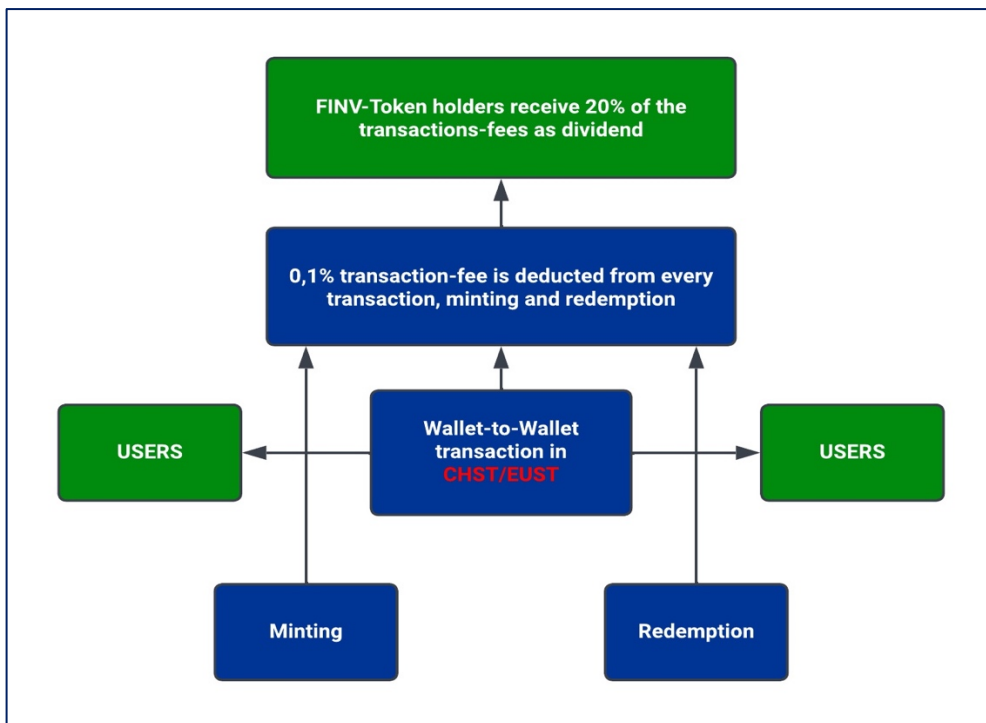 FINV-Token holders receive 20% of the
transactions-fees as dividend
0,1% transaction-fee is deducted from every
transaction, minting and redemption
USERS
Wallet-to-Wallet
transaction in
CHST/EUST
USERS
Minting
Redemption